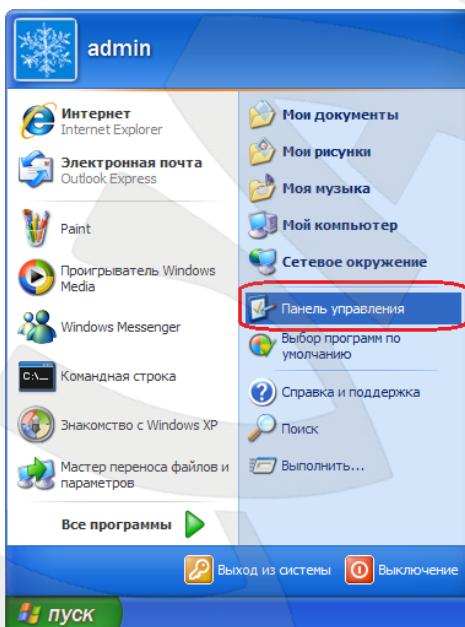 admin
Интернет
Internet Explorer
Электронная почта
Outlook Express
Paint
Проигрыватель Windows
Media
Windows Messenger
C:\_
Командная строка
Знакомство с Windows XP
Мастер переноса файлов и
параметров
Все программы
Мои документы
Мои рисунки
Моя музыка
Мой компьютер
Сетевое окружение
Панель управления
Выбор программ по
умолчанию
Справка и поддержка
Поиск
Выполнить...
Выход из системы
Выключение
пуск